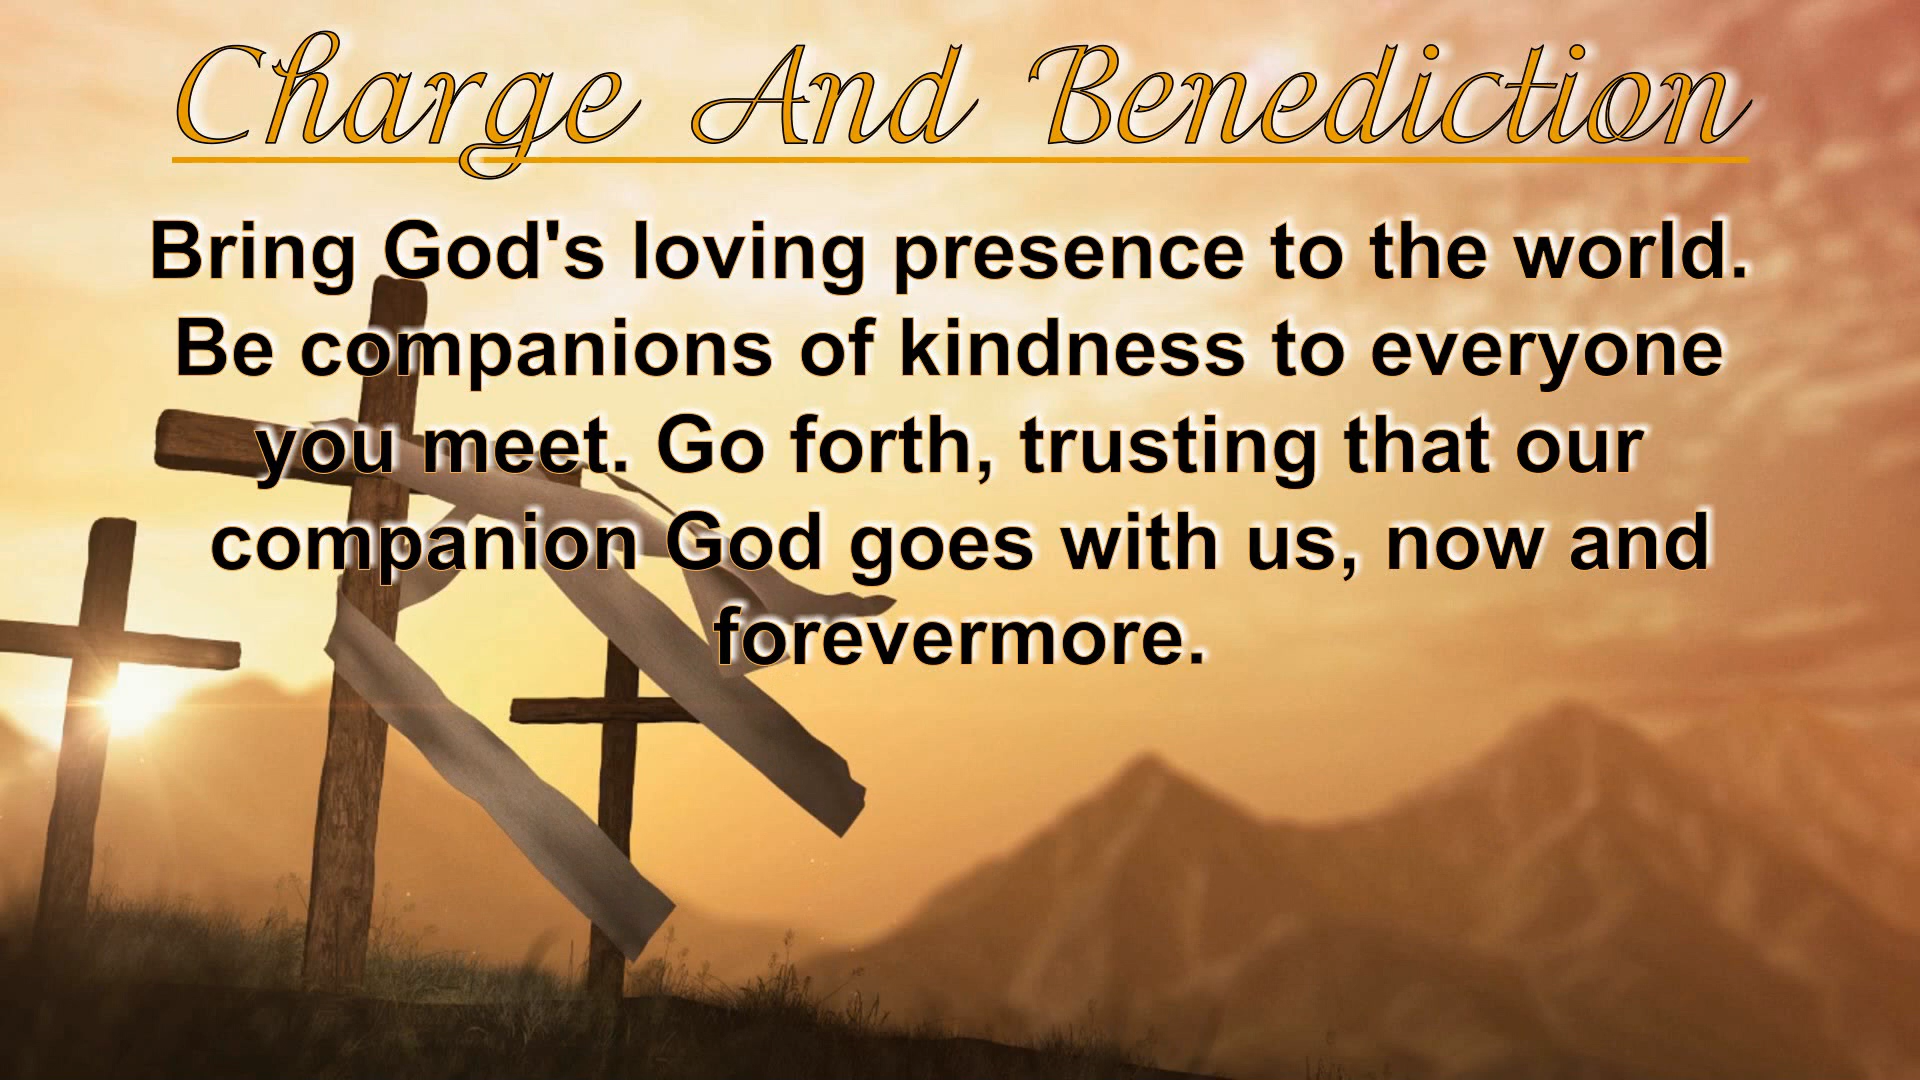 Charge And Benediction
Bring God's loving presence to the world.
Be companions of kindness to everyone
you meet. Go forth, trusting that our
companion God goes with us, now and
forevermore.